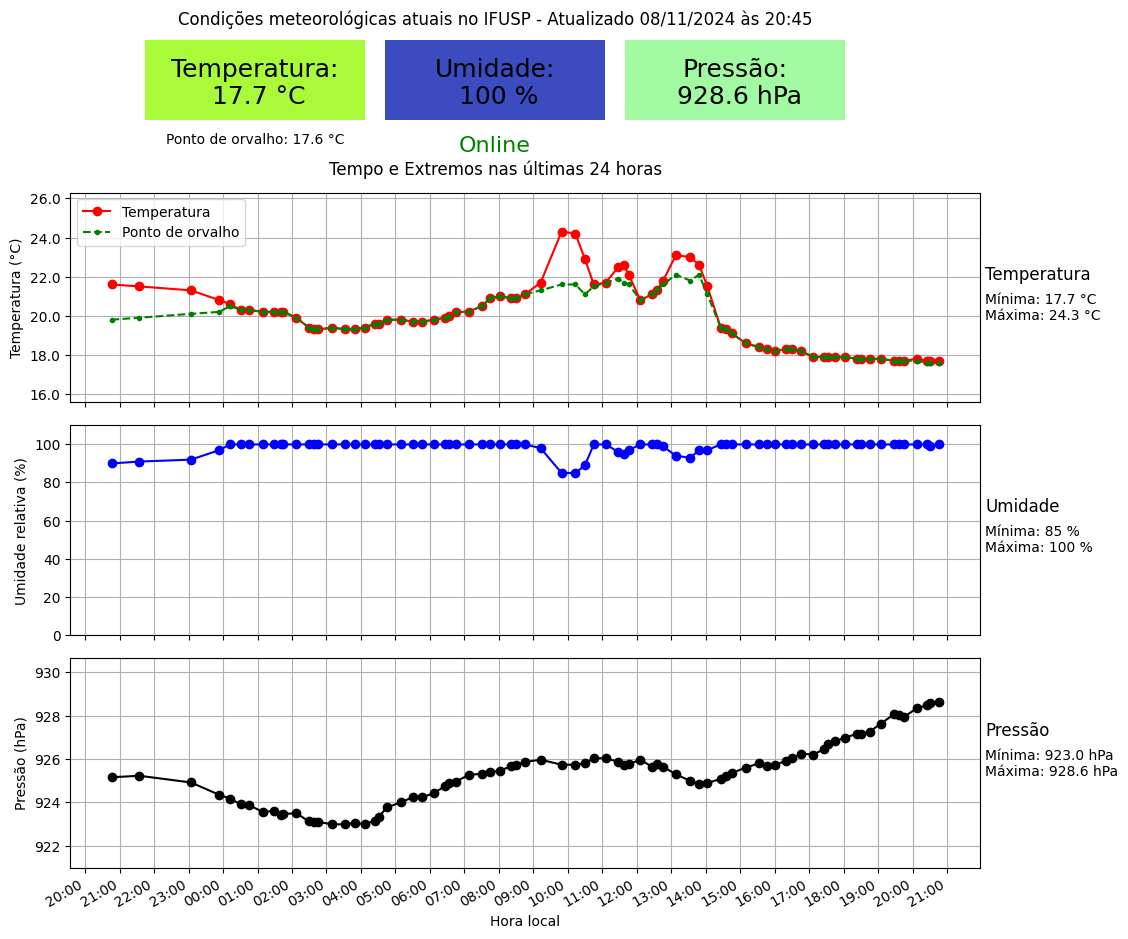 Condições meteorológicas atuais no IFUSP - Atualizado 08/11/2024 às 20:45
Temperatura:
17.7 °C
Umidade:
100 %
Pressão:
928.6 hPa
Ponto de orvalho: 17.6 °C
Online
Tempo e Extremos nas últimas 24 horas
Temperatura (°C)
26.0
24.0
22.0
20.0
18.0
16.0
Temperatura
Ponto de orvalho
Temperatura
Mínima: 17.7 °C
Máxima: 24.3 °C
Umidade relativa (%)
100
80
60
40
20
0
Umidade
Mínima: 85 %
Máxima: 100 %
Pressão (hPa)
930
928
926
924
922
Pressão
Mínima: 923.0 hPa
Máxima: 928.6 hPa
20:00
21:00
22:00
23:00
00:00
01:00
02:00
03:00
04:00
05:00
06:00
07:00
08:00
09:00
10:00
11:00
12:00
13:00
14:00
15:00
16:00
17:00
18:00
19:00
20:00
21:00
Hora local